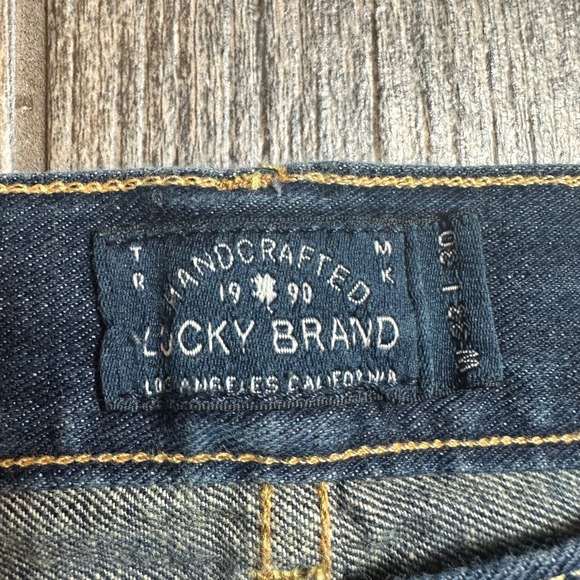 HANDCRAFTED
TR MK
19 90
LUCKY BRAND
LOS ANGELES CALIFORNIA
W 33 | 30